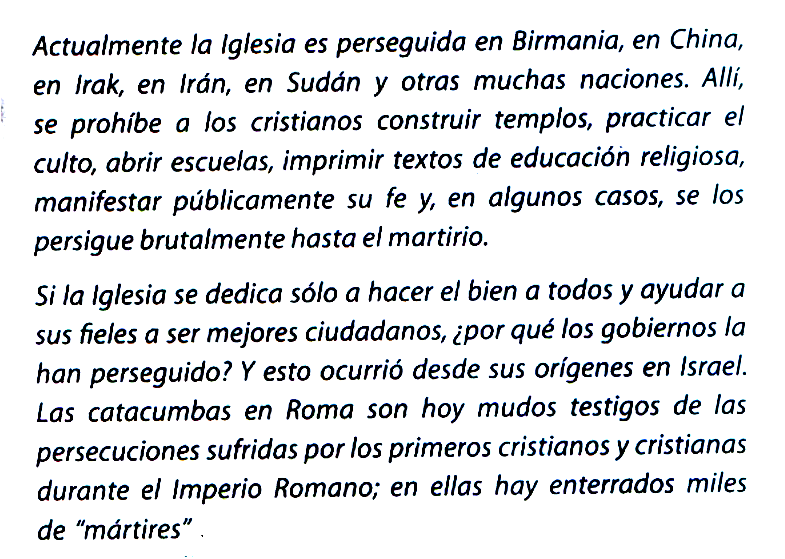 Actualmente la Iglesia es perseguida en Birmania, en China,
en Irak, en Irán, en Sudán y otras muchas naciones. Allí,
se prohíbe a los cristianos construir templos, practicar el
culto, abrir escuelas, imprimir textos de educación religiosa,
manifestar públicamente su fe y, en algunos casos, se los
persigue brutalmente hasta el martirio.
Si la Iglesia se dedica sólo a hacer el bien a todos y ayudar a
sus fieles a ser mejores ciudadanos, ¿por qué los gobiernos la
han perseguido? Y esto ocurrió desde sus orígenes en Israel.
Las catacumbas en Roma son hoy mudos testigos de las
persecuciones sufridas por los primeros cristianos y cristianas
durante el Imperio Romano; en ellas hay enterrados miles
de “mártires” .